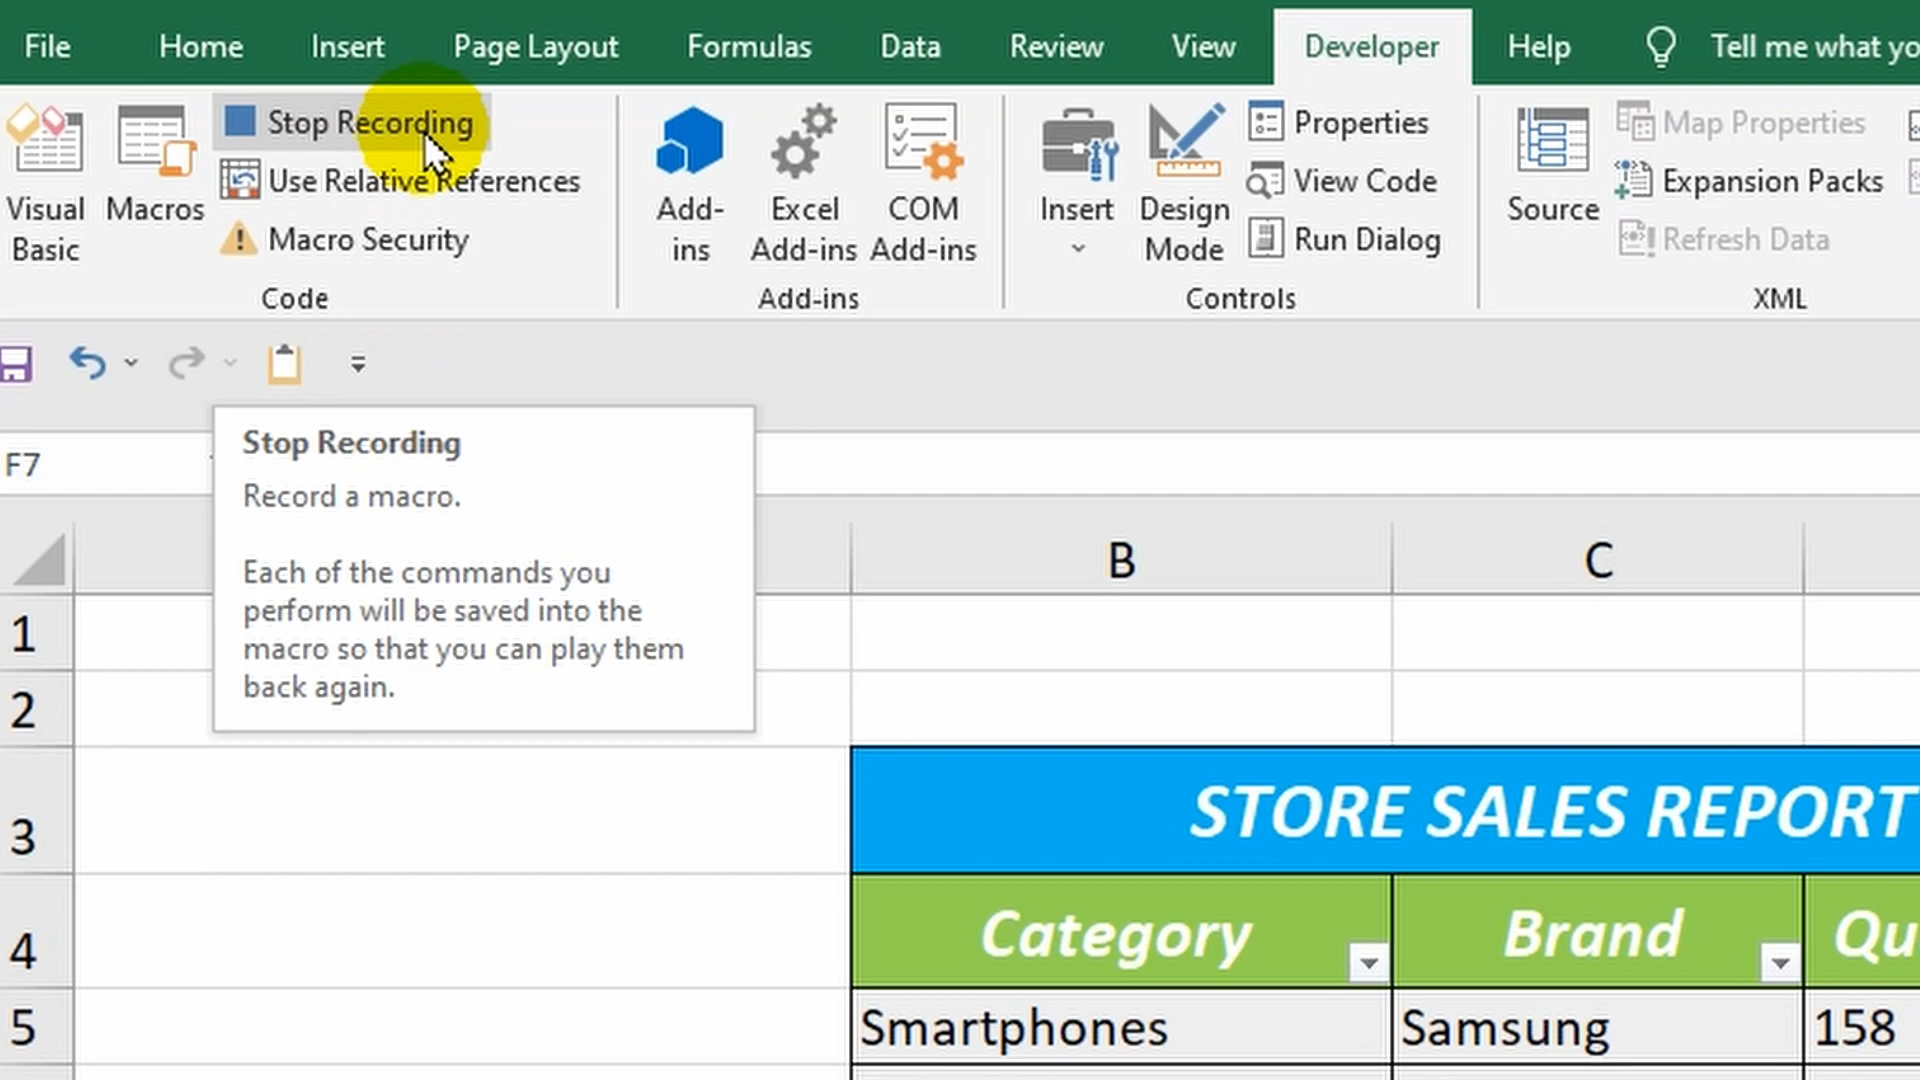 File Home Insert Page Layout Formulas Data Review View Developer Help Tell me what yo
Visual Basic
Macros
Stop Recording
Use Relative References
Macro Security
Code
Add-ins
Excel Add-ins
COM Add-ins
Add-ins
Insert
Design Mode
Properties
View Code
Run Dialog
Controls
Source
Map Properties
Expansion Packs
Refresh Data
XML
F7
Stop Recording
Record a macro.
Each of the commands you
perform will be saved into the
macro so that you can play them
back again.
B C
1
2
3 STORE SALES REPORT
4 Category Brand Qu
5 Smartphones Samsung 158